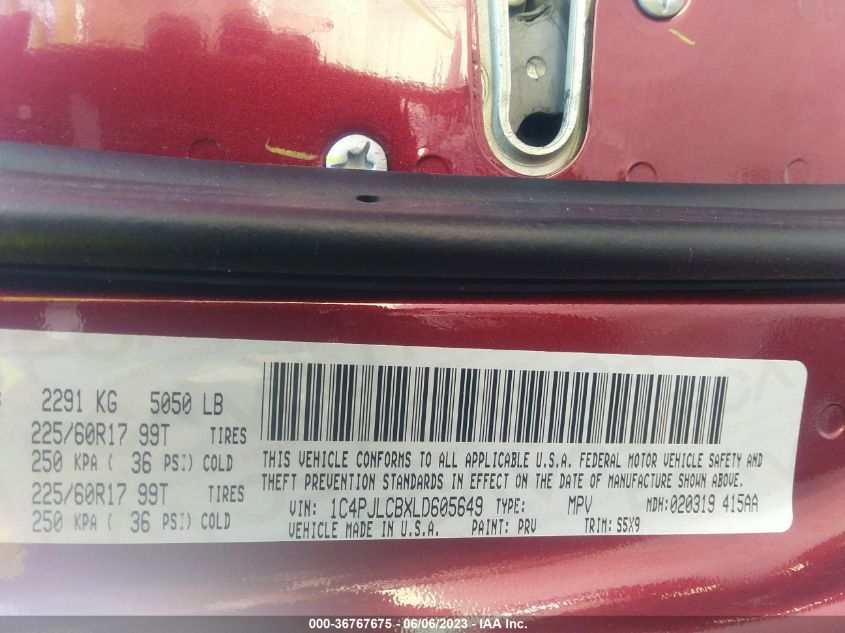 2291 KG 5050 LB
225/60R17 99T TIRES
250 KPA ( 36 PSI) COLD
225/60R17 99T TIRES
250 KPA ( 36 PSI) COLD
THIS VEHICLE CONFORMS TO ALL APPLICABLE U.S.A. FEDERAL MOTOR VEHICLE SAFETY AND
THEFT PREVENTION STANDARDS IN EFFECT ON THE DATE OF MANUFACTURE SHOWN ABOVE.
VIN: 1C4PJLCBXLD605649 TYPE: MPV MDH:020319 415AA
VEHICLE MADE IN U.S.A. PAINT: PRV TRIM: S5X9
000-36767675 - 06/06/2023 - © IAA Inc.